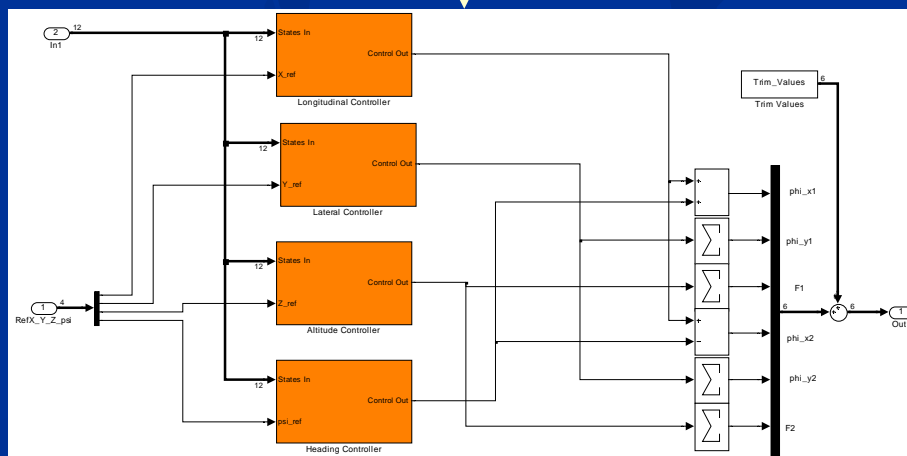 2
In1
12
States In
12
X_ref
Control Out
Longitudinal Controller
States In
12
Y_ref
Control Out
Lateral Controller
States In
12
Z_ref
Control Out
Altitude Controller
States In
12
psi_ref
Control Out
Heading Controller
1
4
RefX_Y_Z_psi
Trim_Values
6
Trim Values
+
+
+
-
phi_x1
phi_y1
F1
phi_x2
phi_y2
F2
6
+
+
6
1
Out